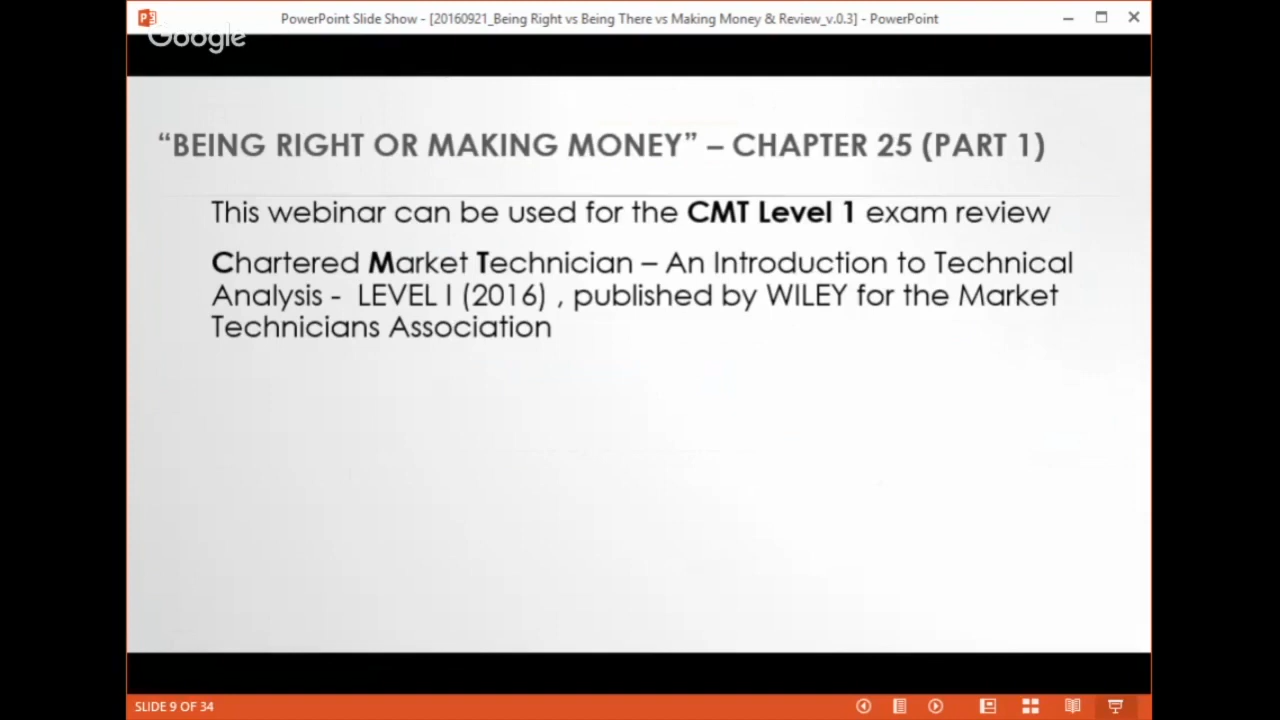 PowerPoint Slide Show - [20160921_Being Right vs Being There vs Making Money & Review_v.0.3] - PowerPoint
Google
“BEING RIGHT OR MAKING MONEY” – CHAPTER 25 (PART 1)
This webinar can be used for the CMT Level 1 exam review
Chartered Market Technician – An Introduction to Technical
Analysis - LEVEL I (2016) , published by WILEY for the Market
Technicians Association
SLIDE 9 OF 34